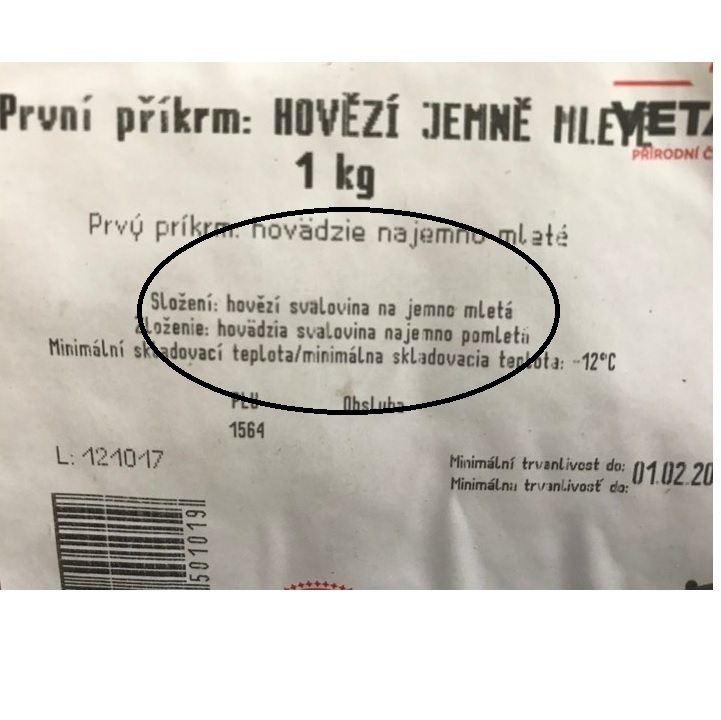 První příkrm: HOVĚZÍ JEMNĚ MLETÉ
1 kg
PŘÍRODNÍ
Prvý príkrm: hovädzie najemno mleté
Složení: hovězí svalovina na jemno mletá
Zloženie: hovädzia svalovina najemno pomletá
Minimální skladovací teplota/minimálna skladovacia teplota: -12°C
PLU Obsluha
1564
L: 121017
Minimální trvanlivost do: 01.02.20
Minimálna trvanlivosť do:
5010191